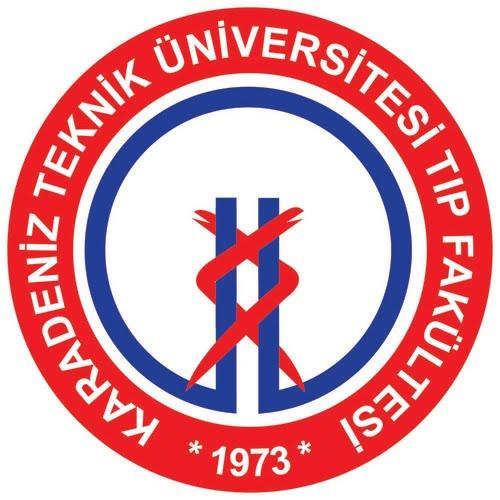 KARADENİZ TEKNİK ÜNİVERSİTESİ TIP FAKÜLTESİ
* 1973 *